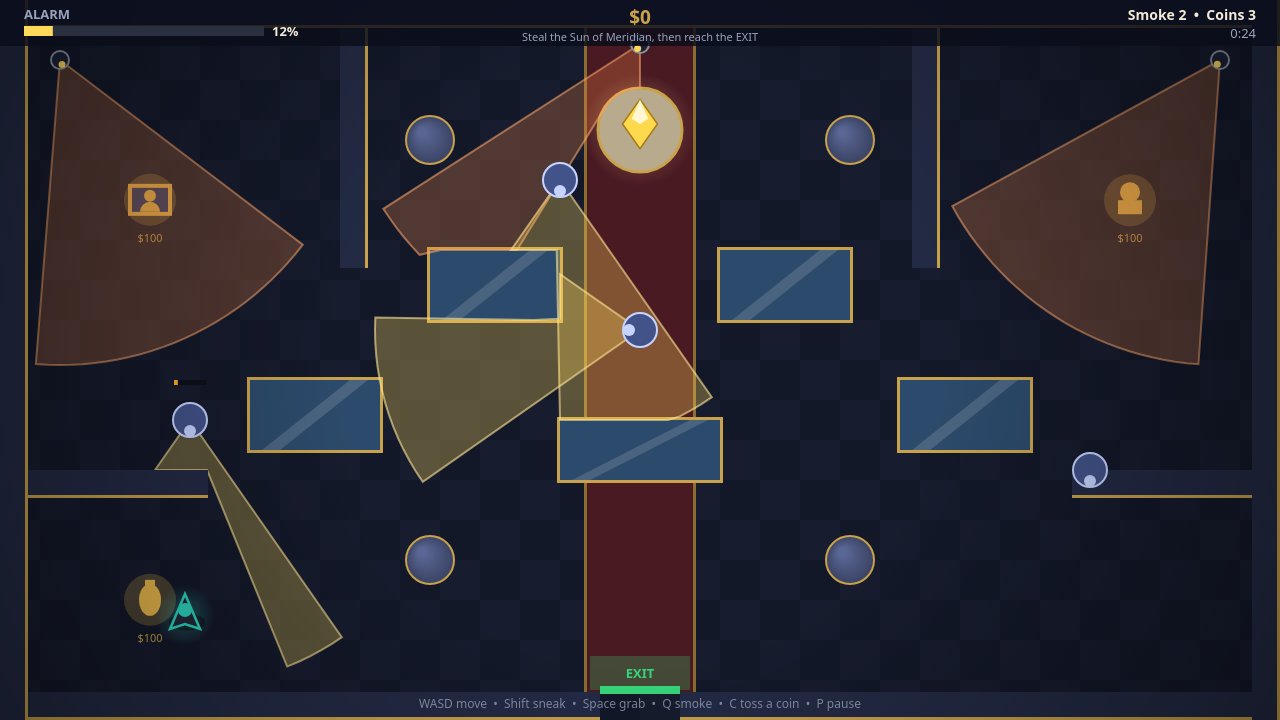 ALARM
12%
$0
Steal the Sun of Meridian, then reach the EXIT
Smoke 2 • Coins 3
0:24
$100
$100
$100
EXIT
WASD move • Shift sneak • Space grab • Q smoke • C toss a coin • P pause